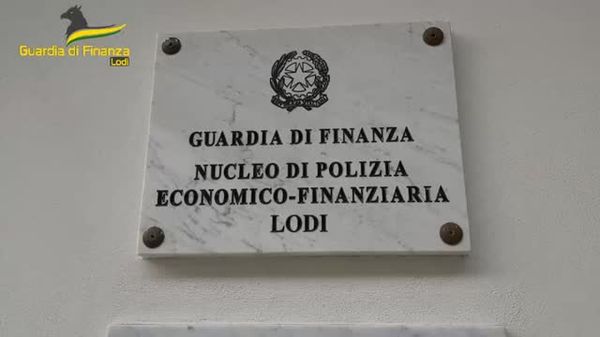 Guardia di Finanza
Lodi
GUARDIA DI FINANZA
NUCLEO DI POLIZIA
ECONOMICO-FINANZIARIA
LODI